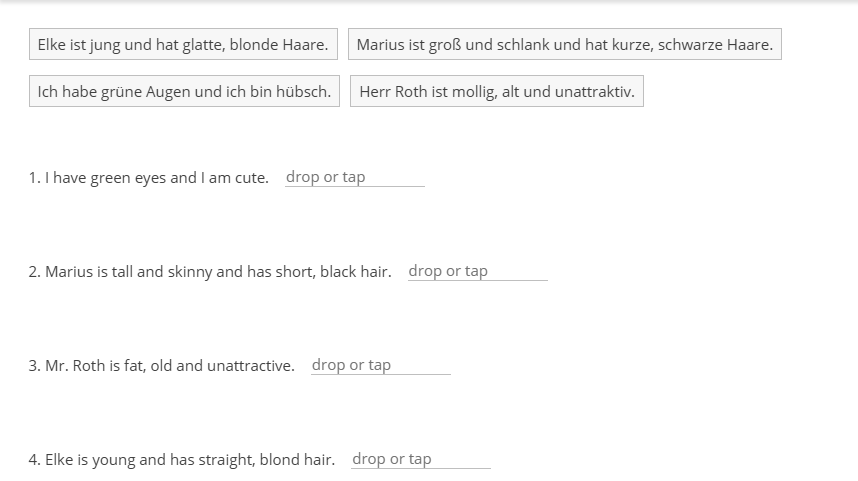 Elke ist jung und hat glatte, blonde Haare.
Marius ist groß und schlank und hat kurze, schwarze Haare.
Ich habe grüne Augen und ich bin hübsch.
Herr Roth ist mollig, alt und unattraktiv.
1. I have green eyes and I am cute. drop or tap
2. Marius is tall and skinny and has short, black hair. drop or tap
3. Mr. Roth is fat, old and unattractive. drop or tap
4. Elke is young and has straight, blond hair. drop or tap